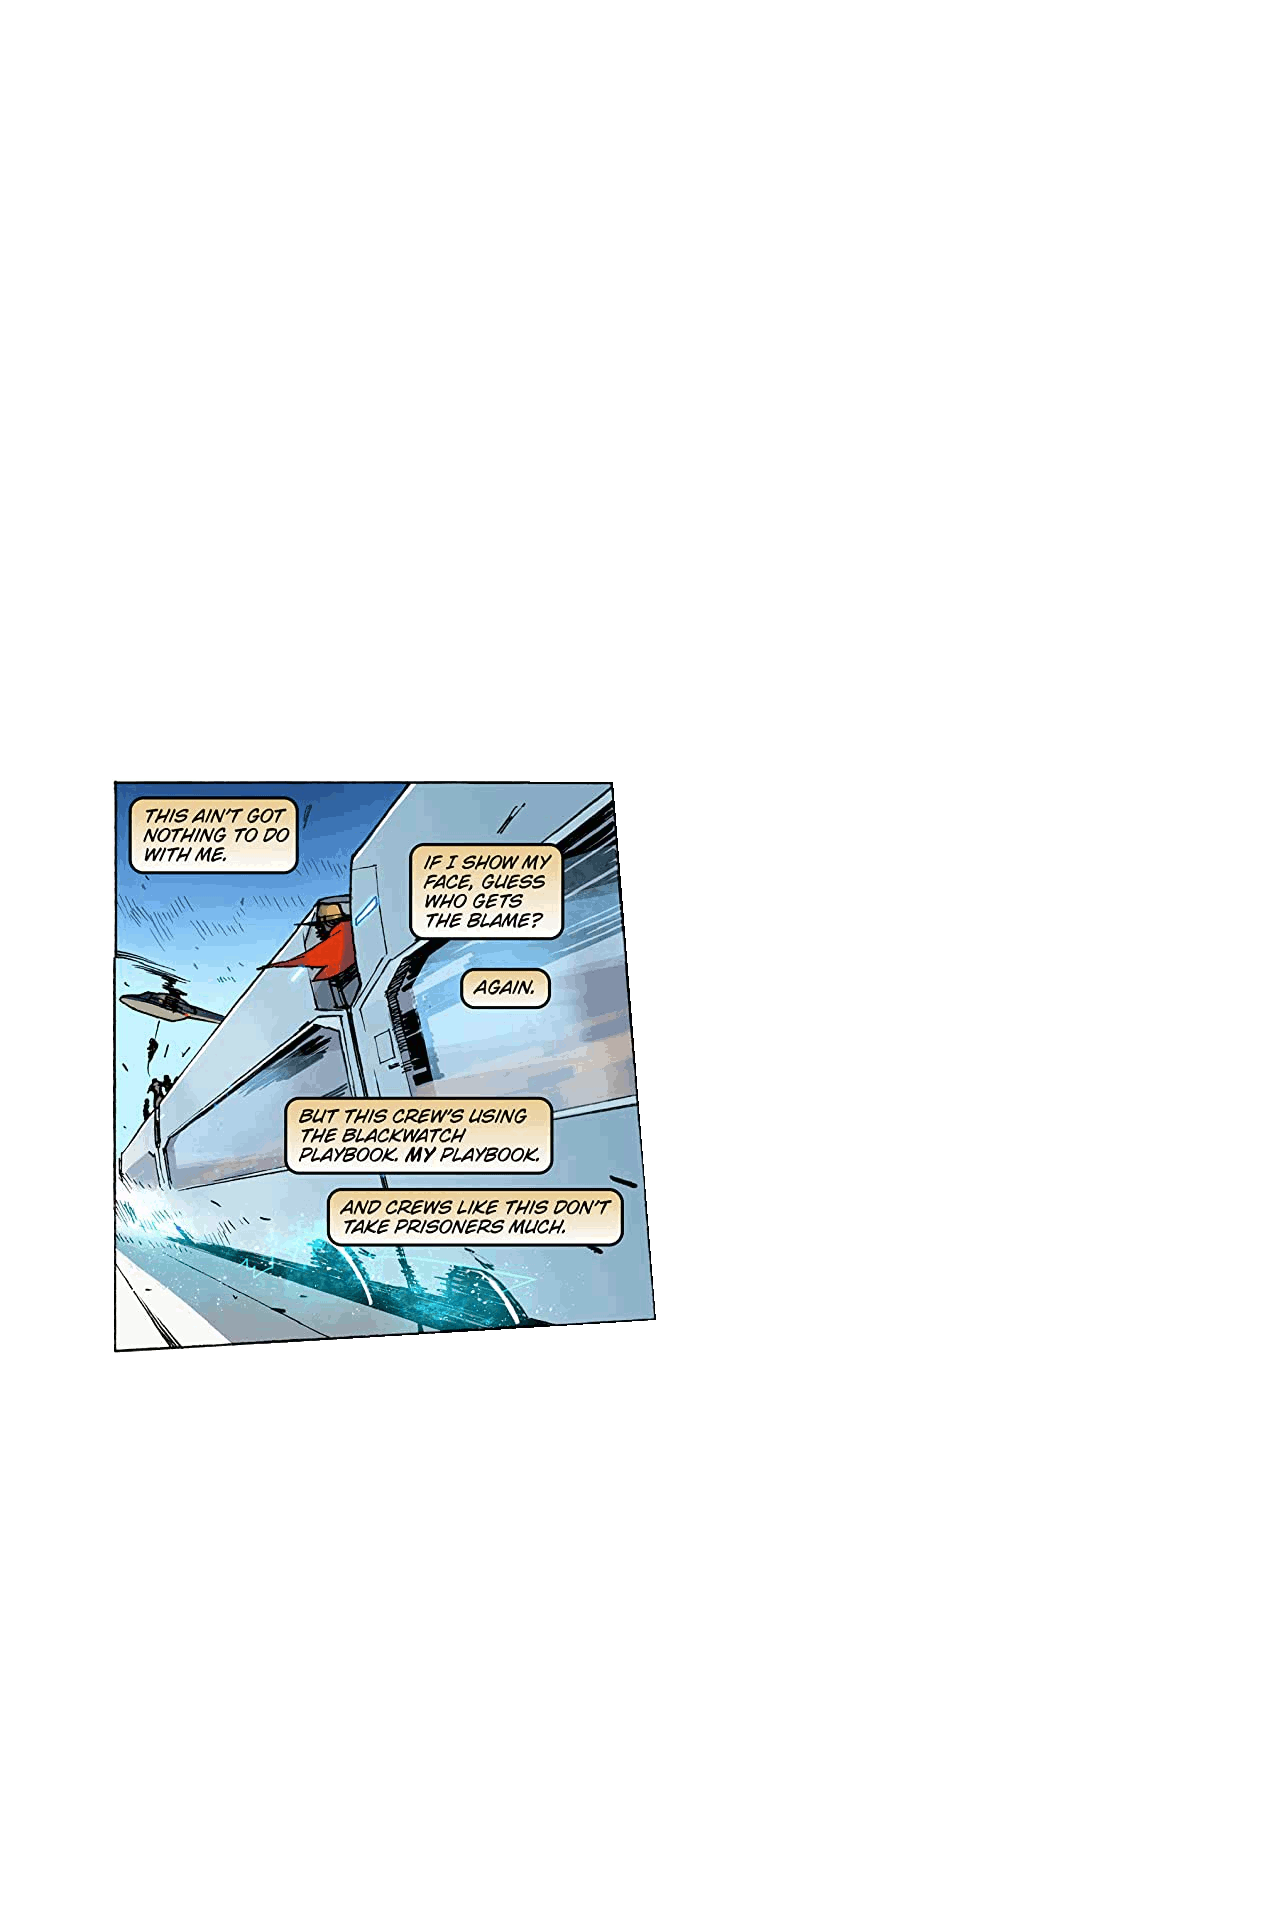 THIS AIN'T GOT
NOTHING TO DO
WITH ME.
IF I SHOW MY
FACE, GUESS
WHO GETS
THE BLAME?
AGAIN.
BUT THIS CREW'S USING
THE BLACKWATCH
PLAYBOOK. MY PLAYBOOK.
AND CREWS LIKE THIS DON'T
TAKE PRISONERS MUCH.